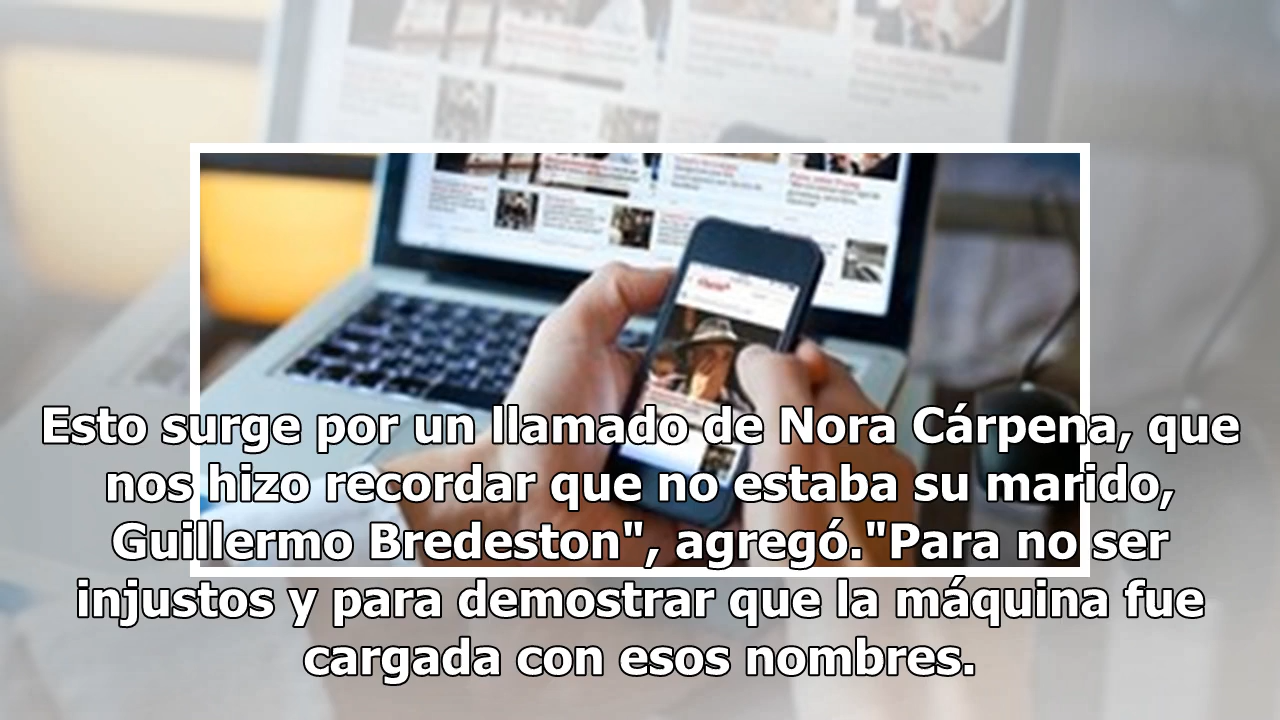 Esto surge por un llamado de Nora Cárpena, que
nos hizo recordar que no estaba su marido,
Guillermo Bredeston", agregó."Para no ser
injustos y para demostrar que la máquina fue
cargada con esos nombres.